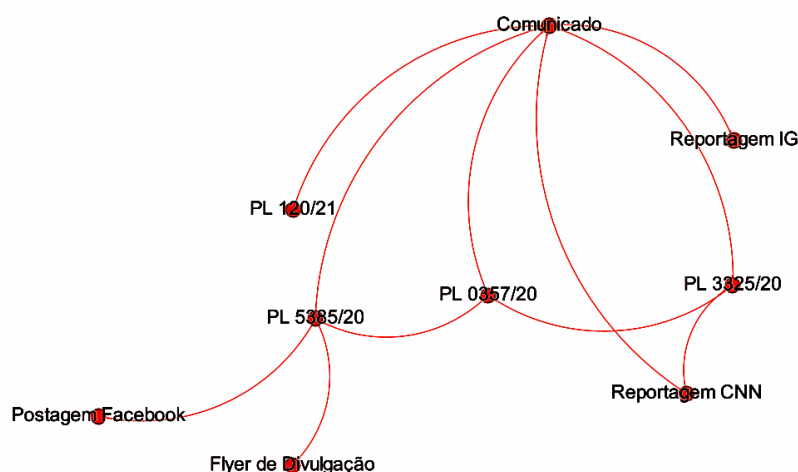 Comunicado
Reportagem IG
PL 120/21
PL 3325/20
PL 0357/20
PL 5385/20
Reportagem CNN
Postagem Facebook
Flyer de Divulgação